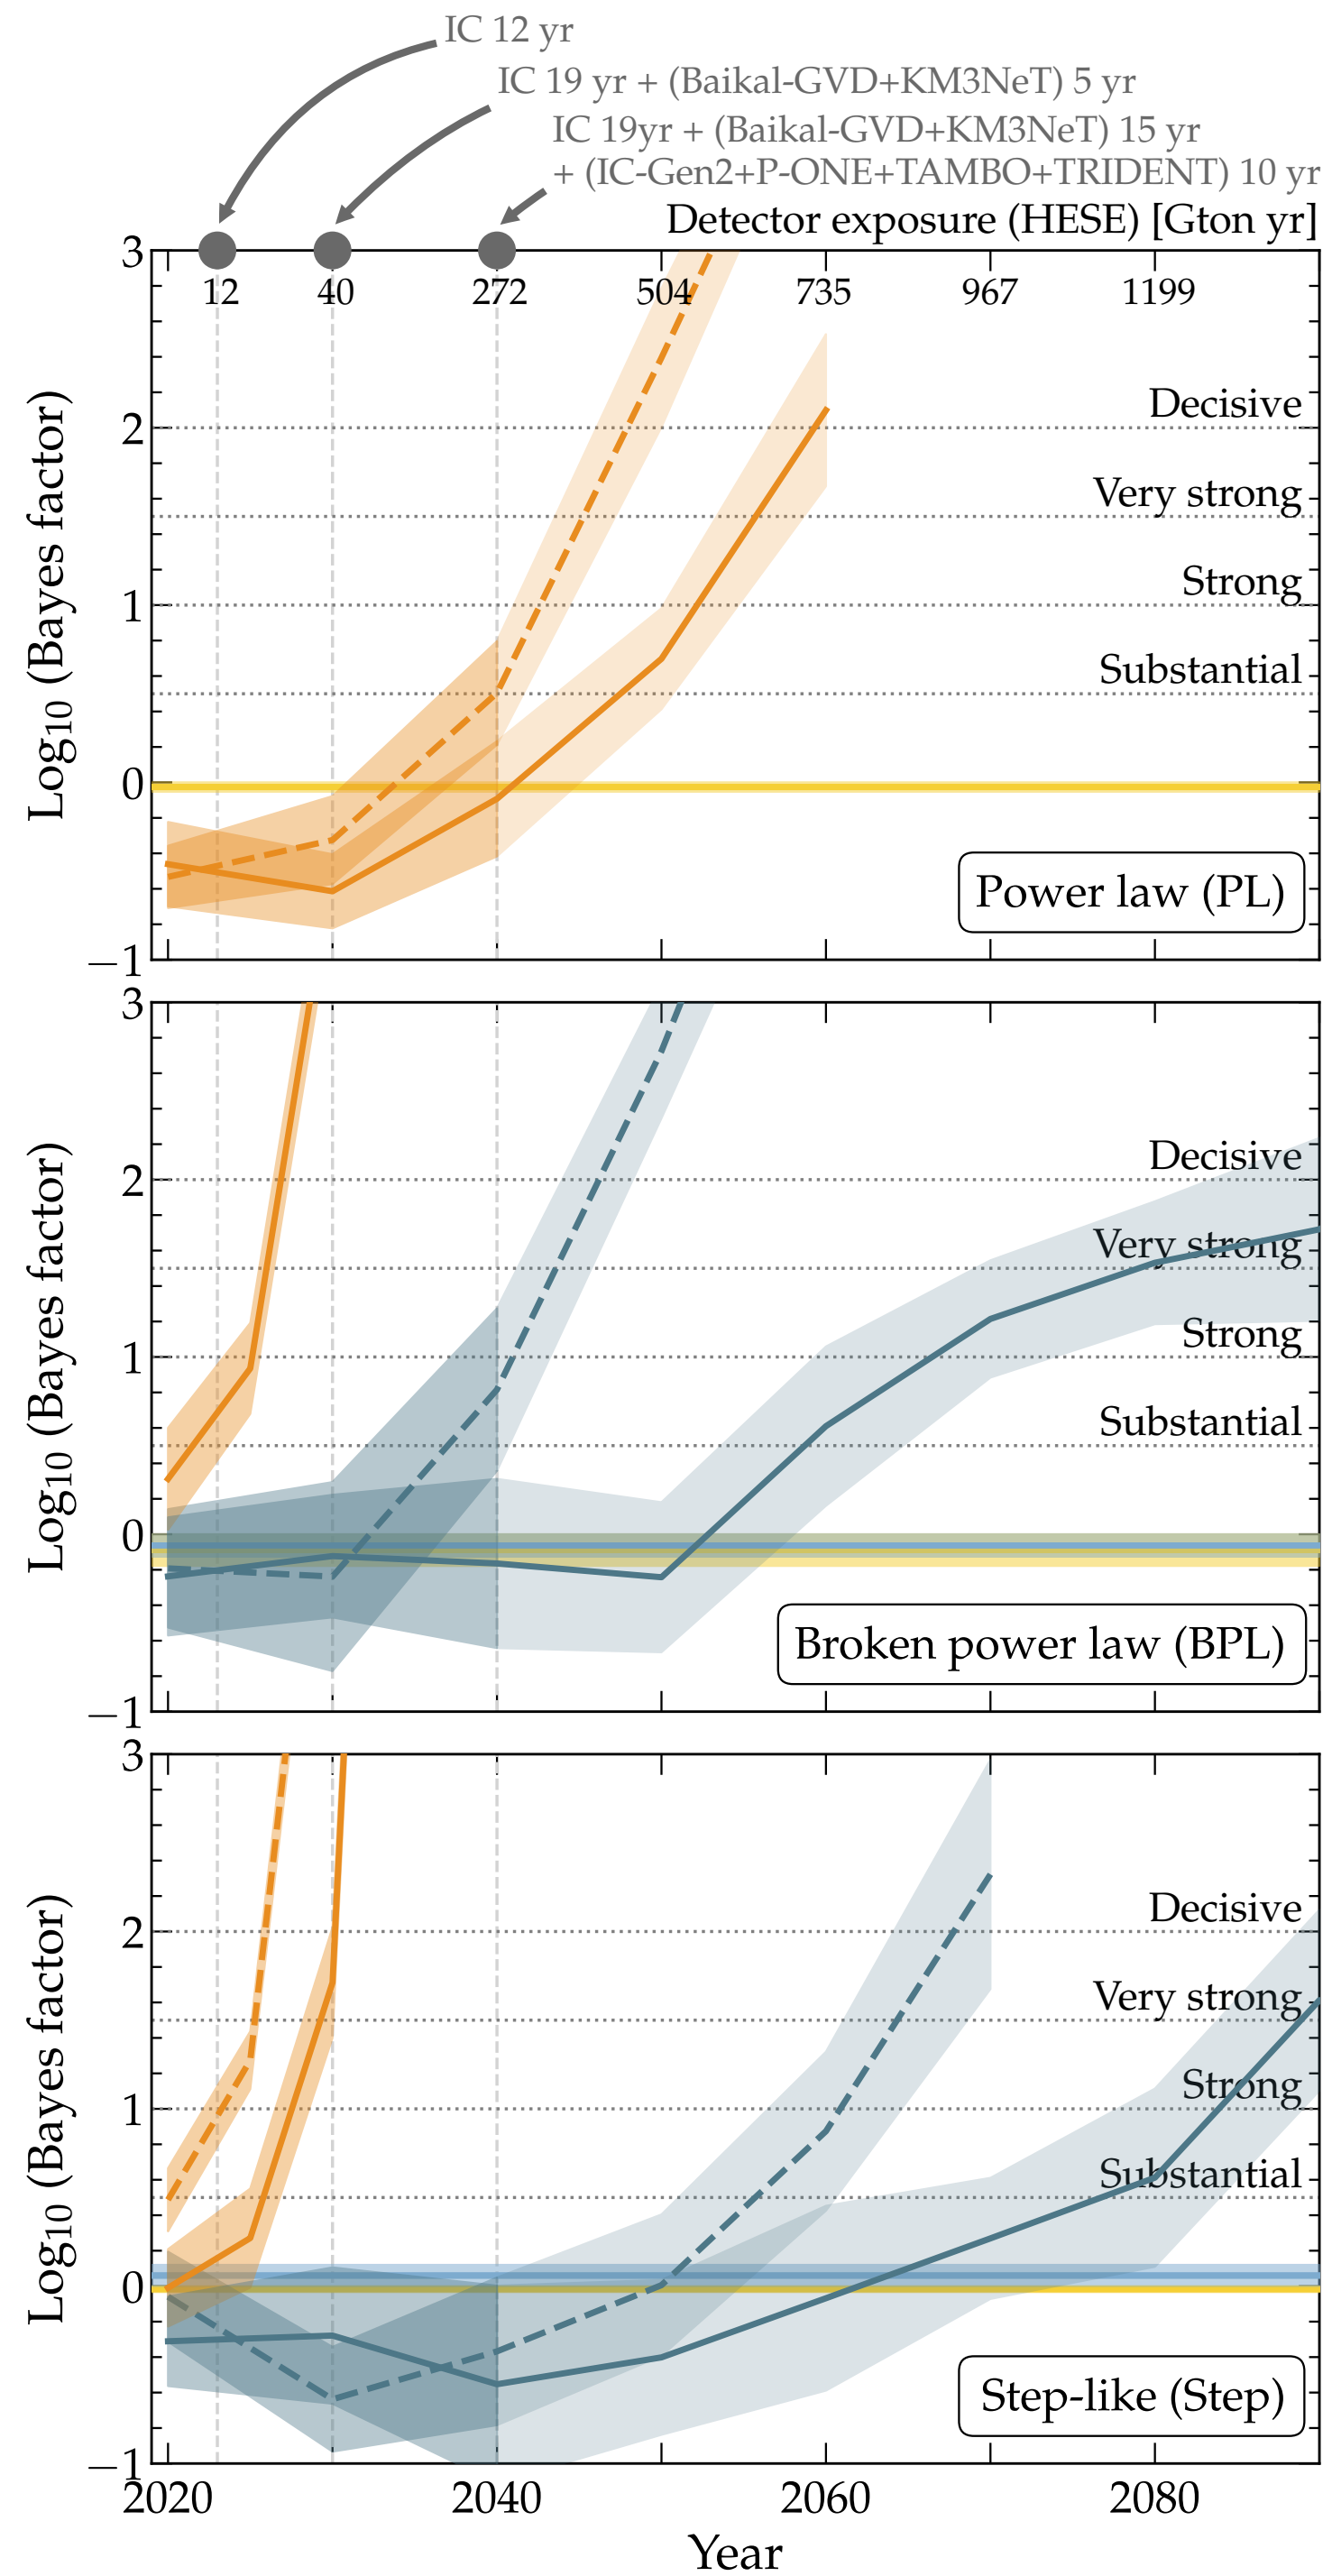 IC 12 yr
IC 19 yr + (Baikal-GVD+KM3NeT) 5 yr
IC 19yr + (Baikal-GVD+KM3NeT) 15 yr
+ (IC-Gen2+P-ONE+TAMBO+TRIDENT) 10 yr
Detector exposure (HESE) [Gton yr]
3
12 40 272 504 735 967 1199
Decisive
2
Very strong
Strong
1
Substantial
0
Power law (PL)
−1
Log10 (Bayes factor)
3
Decisive
2
Very strong
Strong
1
Substantial
0
Broken power law (BPL)
−1
Log10 (Bayes factor)
3
Decisive
2
Very strong
Strong
1
Substantial
0
Step-like (Step)
−1
Log10 (Bayes factor)
2020 2040 2060 2080
Year